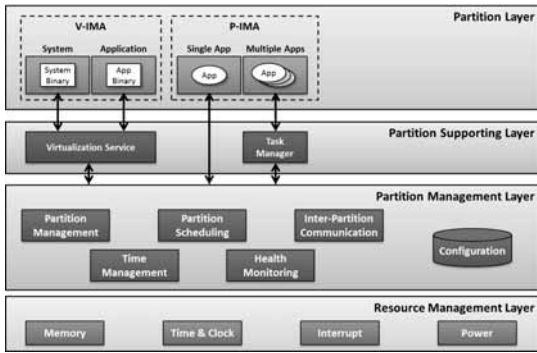 Partition Layer
V-IMA
P-IMA
System
Application
Single App
Multiple Apps
System
Binary
App
Binary
App
App
Partition Supporting Layer
Virtualization Service
Task
Manager
Partition Management Layer
Partition
Management
Partition
Scheduling
Inter-Partition
Communication
Time
Management
Health
Monitoring
Configuration
Resource Management Layer
Memory
Time & Clock
Interrupt
Power